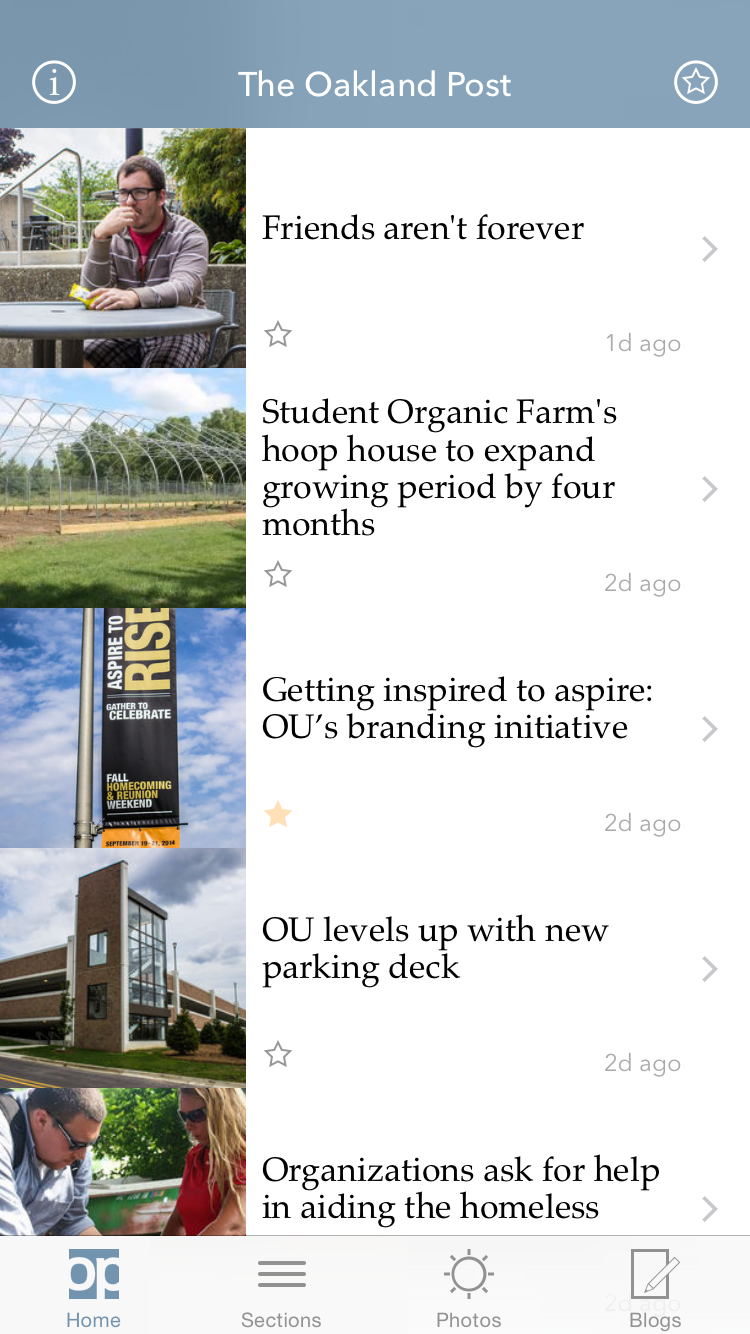 The Oakland Post
Friends aren't forever
1d ago
Student Organic Farm's
hoop house to expand
growing period by four
months
2d ago
ASPIRE TO
RISE
GATHER TO
CELEBRATE
FALL
HOMECOMING
& REUNION
WEEKEND
SEPTEMBER 19-21, 2014
Getting inspired to aspire:
OU’s branding initiative
2d ago
OU levels up with new
parking deck
2d ago
Organizations ask for help
in aiding the homeless
2d ago
op
Home
Sections
Photos
Blogs